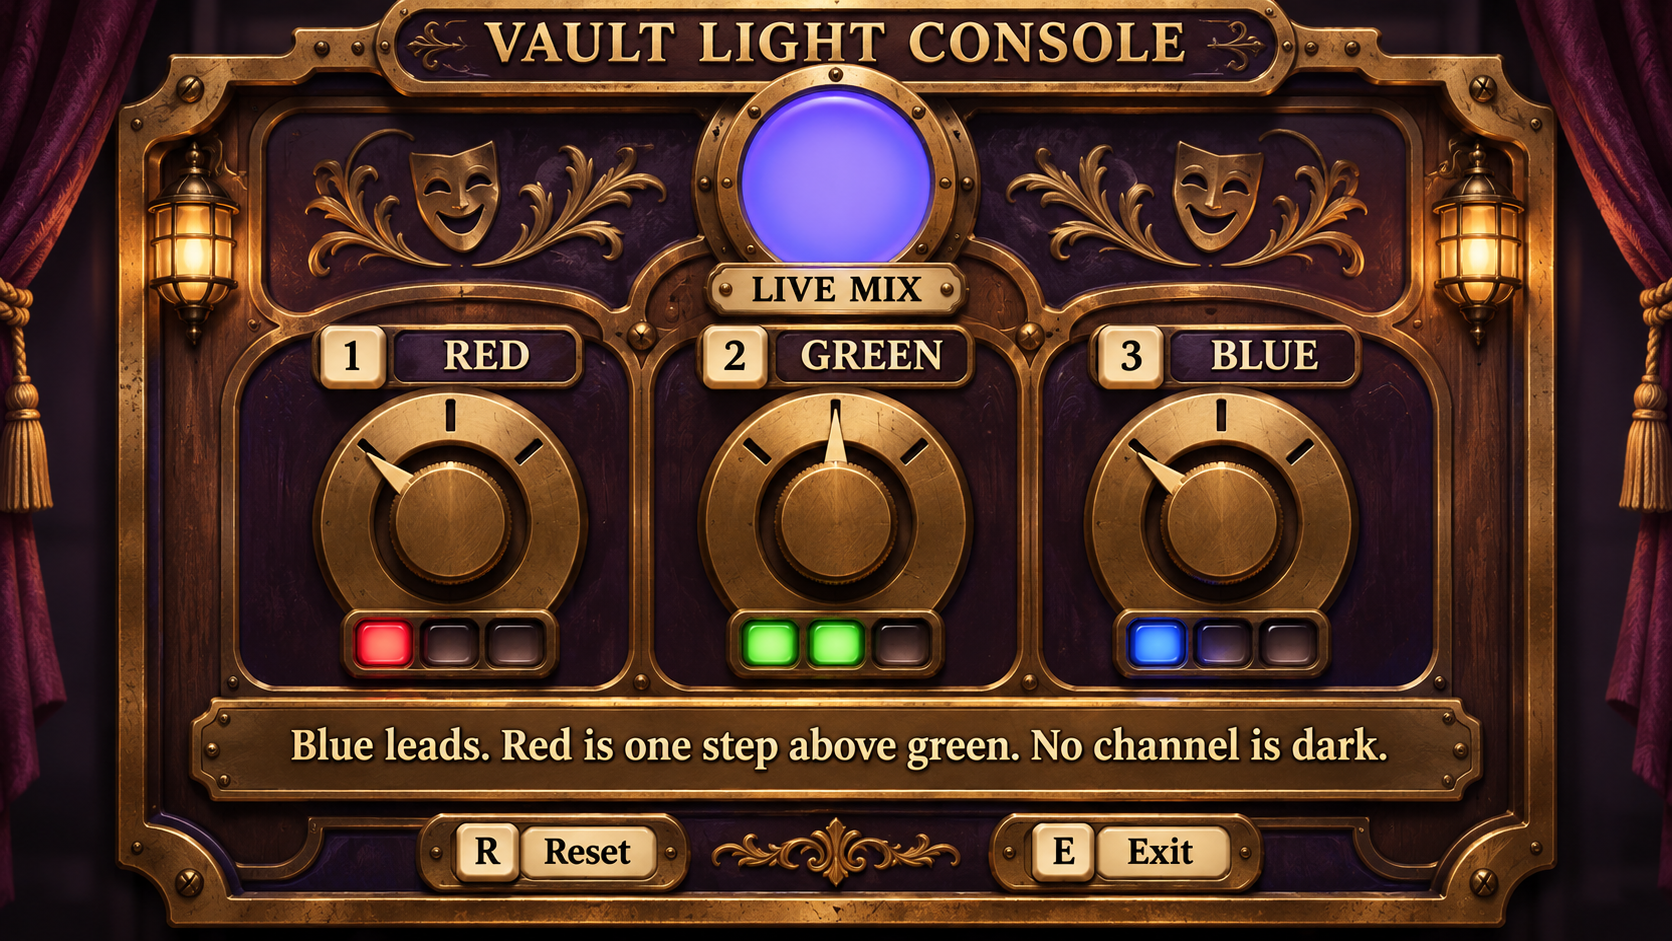 VAULT LIGHT CONSOLE
LIVE MIX
1 RED
2 GREEN
3 BLUE
Blue leads. Red is one step above green. No channel is dark.
R Reset
E Exit